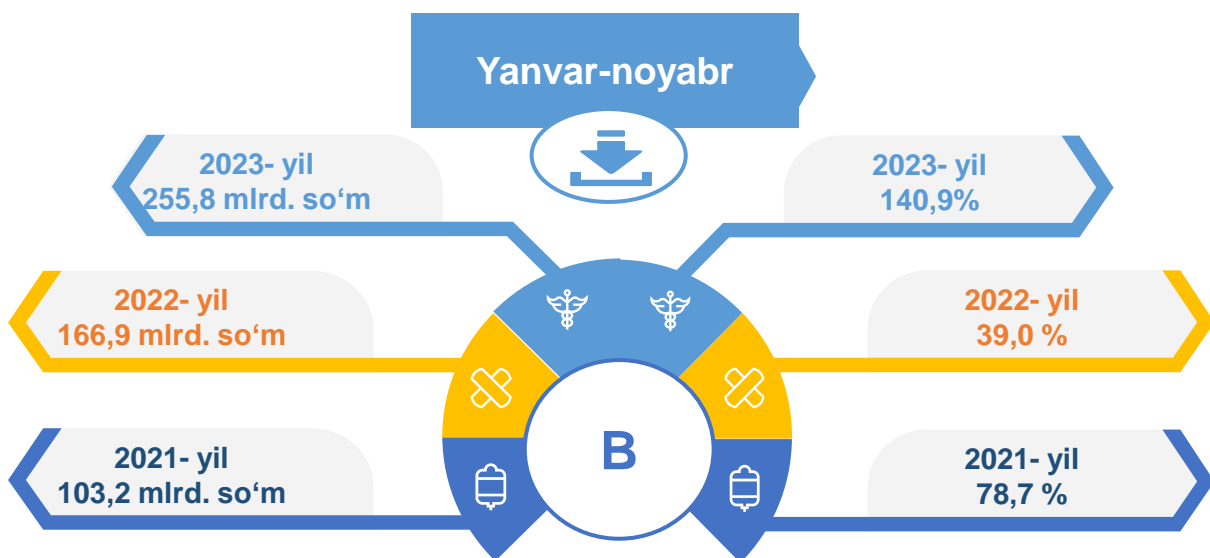 Yanvar-noyabr
2023- yil
255,8 mlrd. so‘m
2023- yil
140,9%
2022- yil
166,9 mlrd. so‘m
2022- yil
39,0 %
2021- yil
103,2 mlrd. so‘m
B
2021- yil
78,7 %